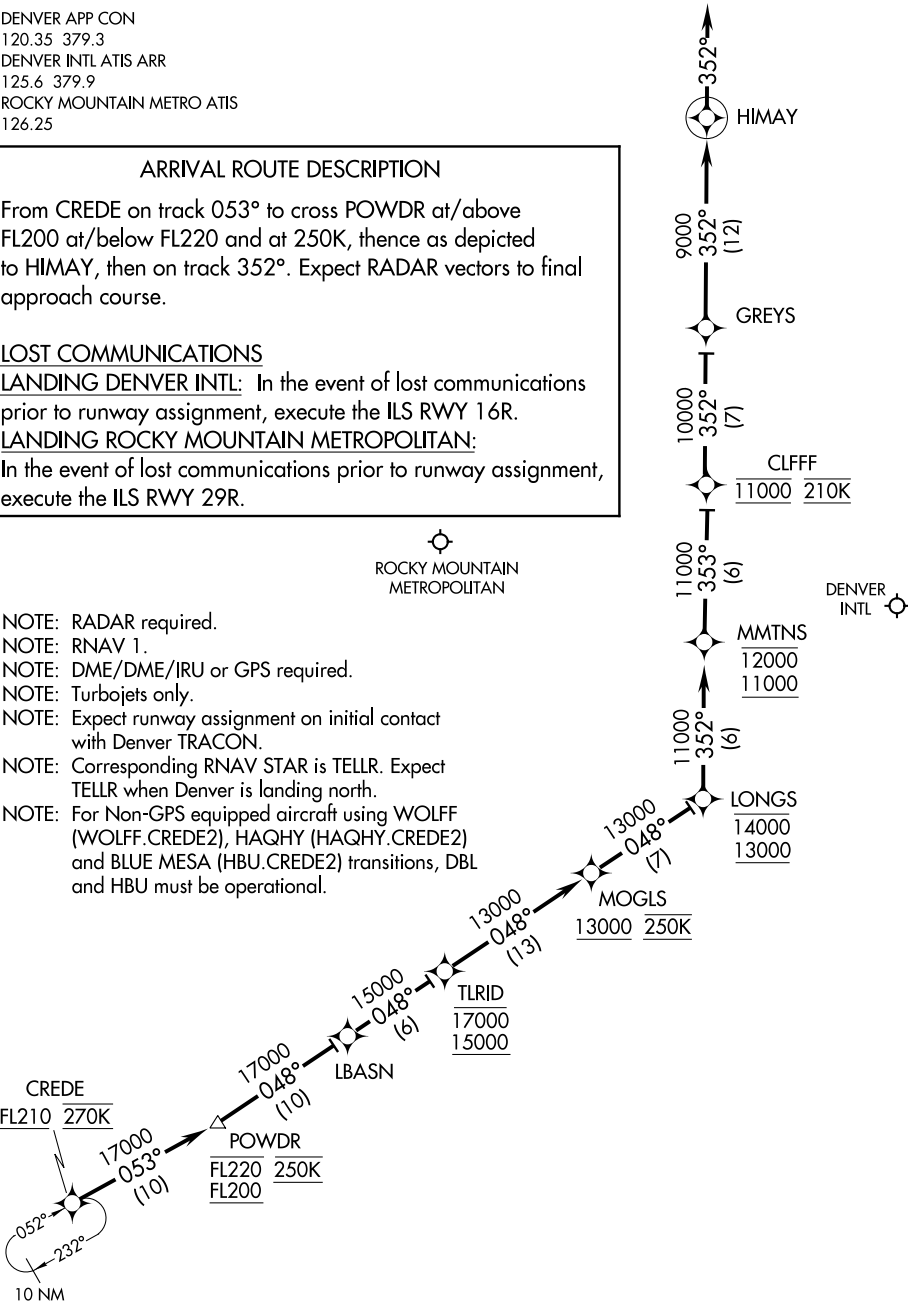 DENVER APP CON
120.35 379.3
DENVER INTL ATIS ARR
125.6 379.9
ROCKY MOUNTAIN METRO ATIS
126.25
ARRIVAL ROUTE DESCRIPTION
From CREDE on track 053° to cross POWDR at/above
FL200 at/below FL220 and at 250K, thence as depicted
to HIMAY, then on track 352°. Expect RADAR vectors to final
approach course.
LOST COMMUNICATIONS
LANDING DENVER INTL: In the event of lost communications
prior to runway assignment, execute the ILS RWY 16R.
LANDING ROCKY MOUNTAIN METROPOLITAN:
In the event of lost communications prior to runway assignment,
execute the ILS RWY 29R.
ROCKY MOUNTAIN
METROPOLITAN
NOTE: RADAR required.
NOTE: RNAV 1.
NOTE: DME/DME/IRU or GPS required.
NOTE: Turbojets only.
NOTE: Expect runway assignment on initial contact
with Denver TRACON.
NOTE: Corresponding RNAV STAR is TELLR. Expect
TELLR when Denver is landing north.
NOTE: For Non-GPS equipped aircraft using WOLFF
(WOLFF.CREDE2), HAQHY (HAQHY.CREDE2)
and BLUE MESA (HBU.CREDE2) transitions, DBL
and HBU must be operational.
352°
HIMAY
9000
352°
(12)
GREYS
10000
352°
(7)
CLFFF
11000 210K
11000
353°
(6)
DENVER
INTL
MMTNS
12000
11000
11000
352°
(6)
LONGS
14000
13000
13000
048°
(7)
MOGLS
13000 250K
13000
048°
(13)
TLRID
17000
15000
15000
048°
(6)
LBASN
17000
048°
(10)
POWDR
FL220 250K
FL200
CREDE
FL210 270K
17000
053°
(10)
052°
232°
10 NM